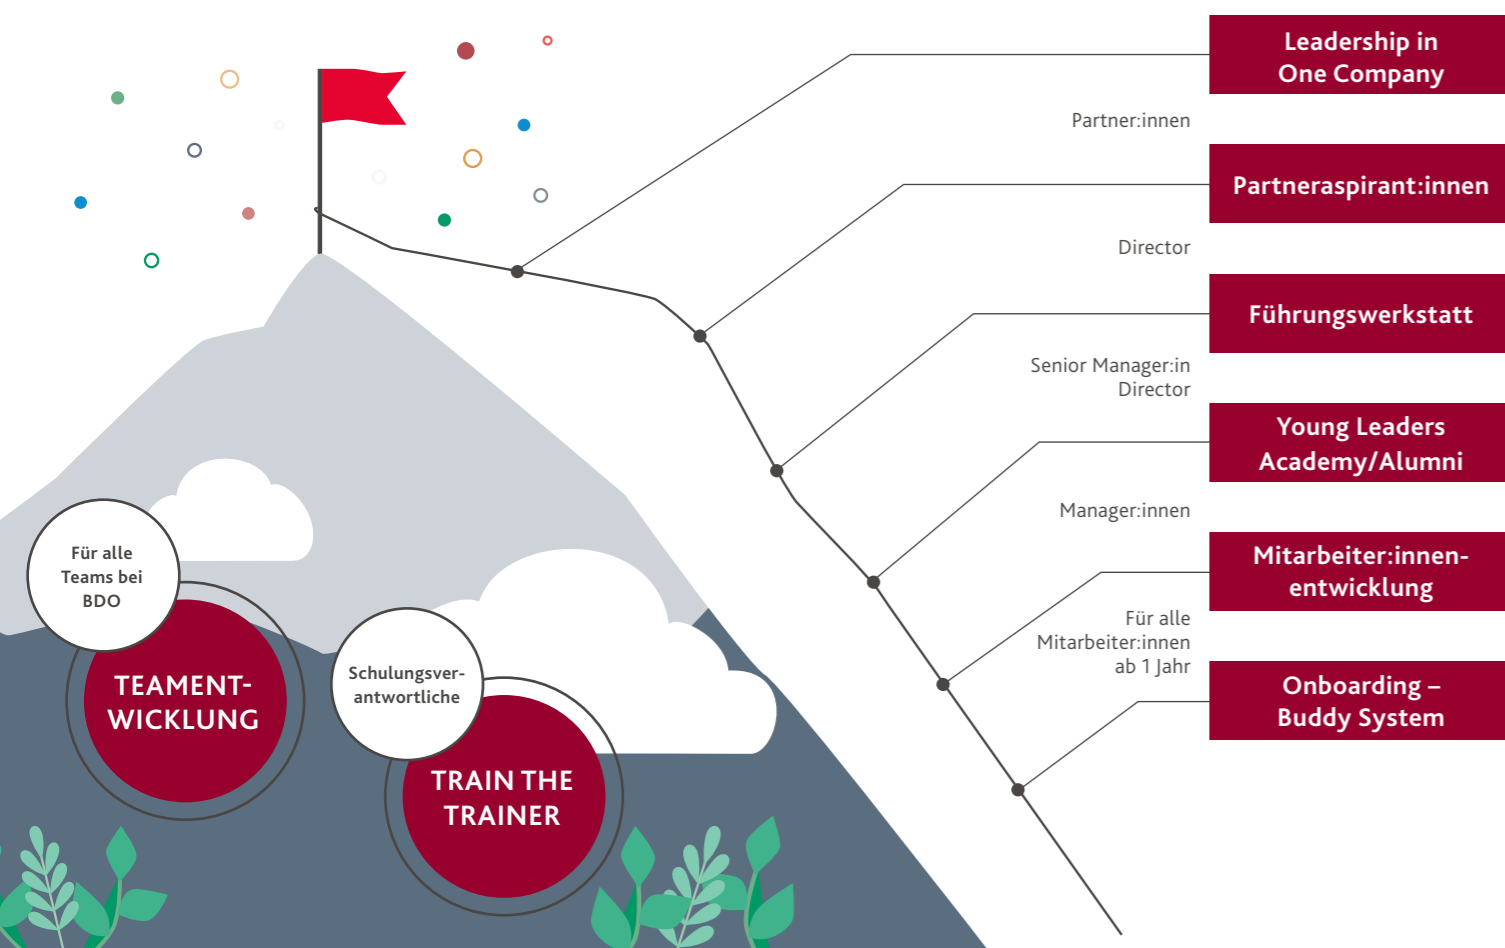 Leadership in
One Company
Partner:innen
Partneraspirant:innen
Director
Führungswerkstatt
Senior Manager:in
Director
Young Leaders
Academy/Alumni
Manager:innen
Mitarbeiter:innen-
entwicklung
Für alle
Mitarbeiter:innen
ab 1 Jahr
Onboarding –
Buddy System
Für alle
Teams bei
BDO
TEAMENT-
WICKLUNG
Schulungsver-
antwortliche
TRAIN THE
TRAINER